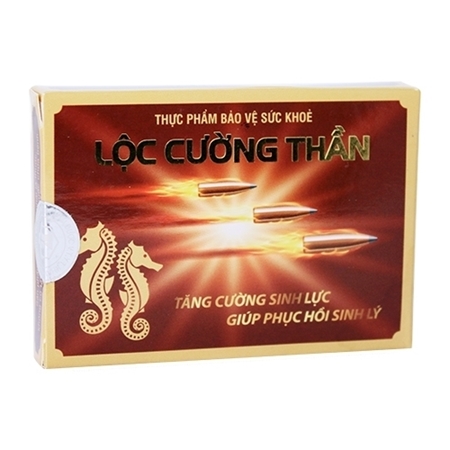 THỰC PHẨM BẢO VỆ SỨC KHOẺ
LỘC CƯỜNG THẦN
TĂNG CƯỜNG SINH LỰC
GIÚP PHỤC HỒI SINH LÝ